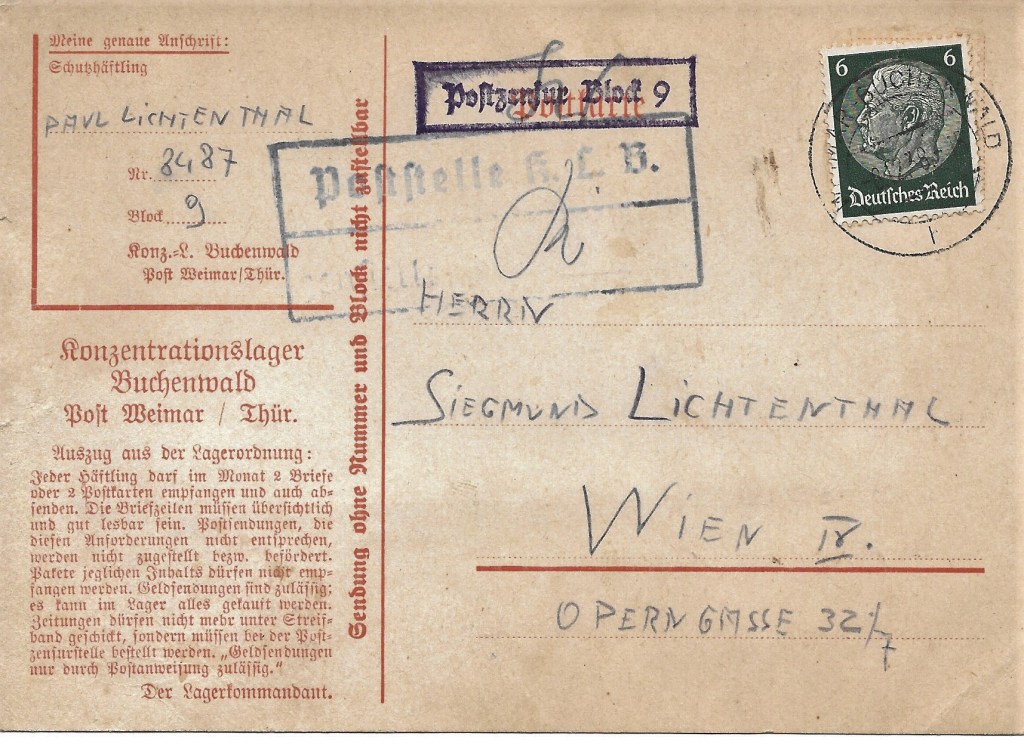 Meine genaue Anschrift:
Schutzhäftling
PAUL LICHTENTHAL
Nr. 8487
Block 9
Konz.-L. Buchenwald
Post Weimar/Thür.
Konzentrationslager
Buchenwald
Post Weimar / Thür.
Auszug aus der Lagerordnung:
Jeder Häftling darf im Monat 2 Briefe
oder 2 Postkarten empfangen und auch ab-
senden. Die Briefzeilen müssen übersichtlich
und gut lesbar sein. Postsendungen, die
diesen Anforderungen nicht entsprechen,
werden nicht zugestellt bezw. befördert.
Pakete jeglichen Inhalts dürfen nicht emp-
fangen werden. Geldsendungen sind zulässig;
es kann im Lager alles gekauft werden.
Zeitungen dürfen nicht mehr unter Streif-
band geschickt, sondern müssen bei der Post-
zensurstelle bestellt werden. „Geldsendungen
nur durch Postanweisung zulässig.“
Der Lagerkommandant.
Sendung ohne Nummer und Block nicht zustellbar
Postzensur Block 9
Postkarte
Poststelle K. L. B.
6 6
Deutsches Reich
BUCHENWALD
HERRN
SIEGMUND LICHTENTHAL
WIEN IV.
OPERNGASSE 32/7